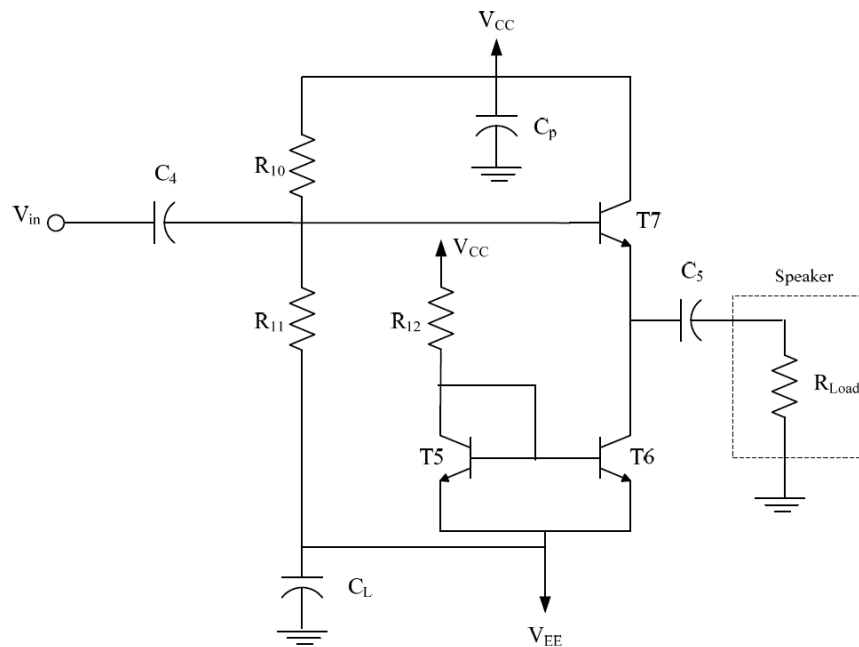 V_CC
C_p
R_10
C_4
V_in
T7
V_CC
C_5
Speaker
R_11
R_12
R_Load
T5
T6
C_L
V_EE